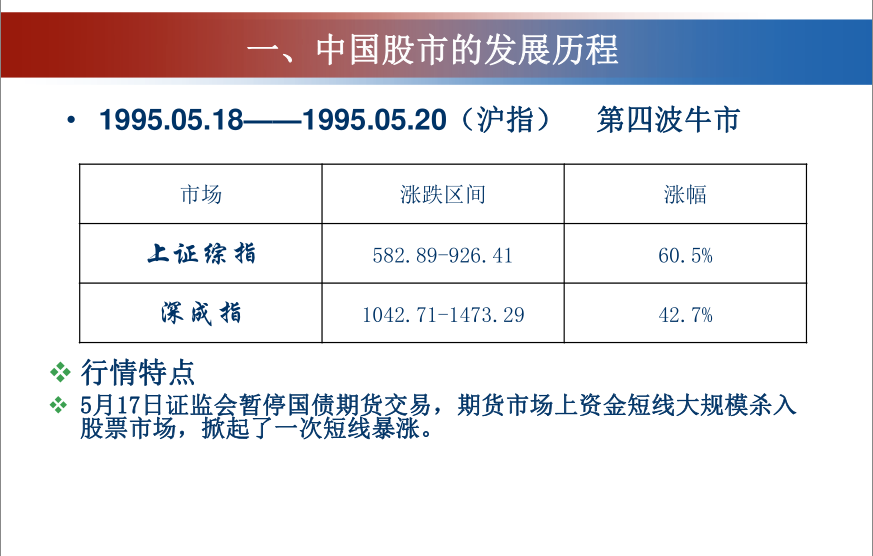 一、中国股市的发展历程
• 1995.05.18——1995.05.20（沪指） 第四波牛市
市场 涨跌区间 涨幅
上证综指 582.89-926.41 60.5%
深成指 1042.71-1473.29 42.7%
行情特点
5月17日证监会暂停国债期货交易，期货市场上资金短线大规模杀入
股票市场，掀起了一次短线暴涨。